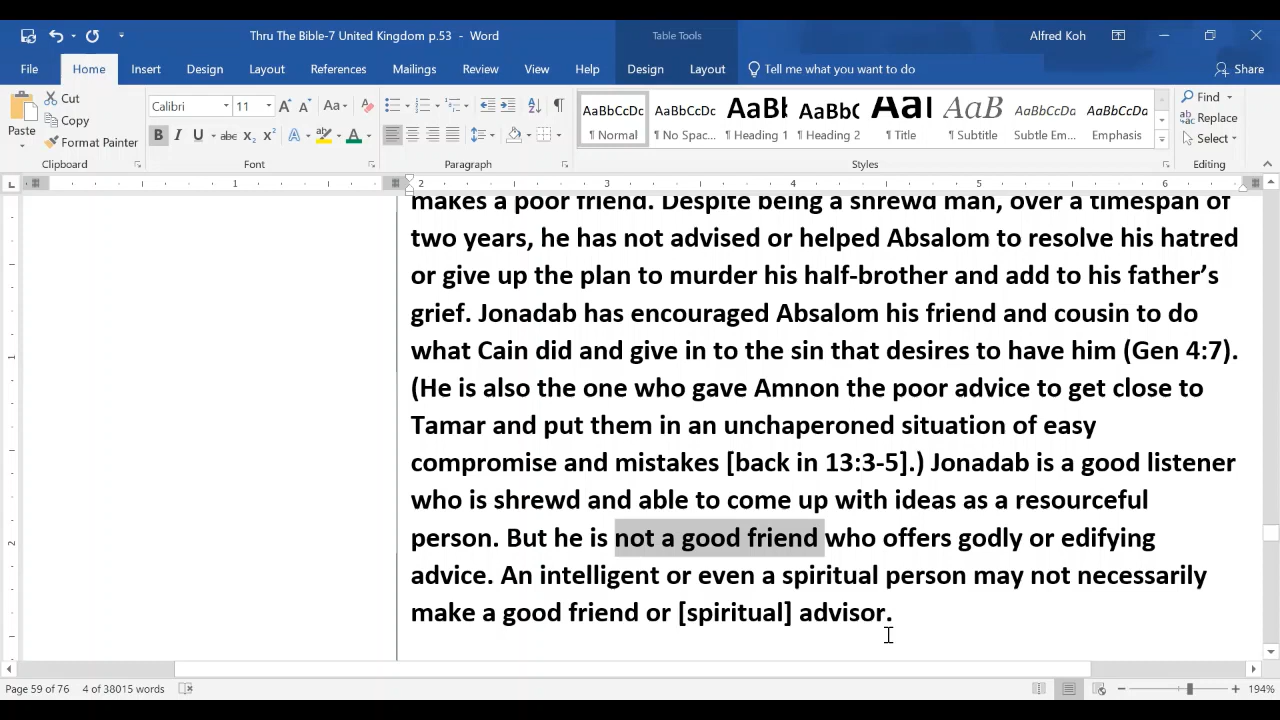 Thru The Bible-7 United Kingdom p.53 - Word
Table Tools
Alfred Koh
File Home Insert Design Layout References Mailings Review View Help Design Layout Tell me what you want to do Share
Paste
Cut
Copy
Format Painter
Clipboard
Calibri 11
Font
Paragraph
AaBbCcDc AaBbCcDc AaBb AaBbC AaB AaB AaBbCcDc AaBbCcDc
¶ Normal ¶ No Spac... ¶ Heading 1 ¶ Heading 2 ¶ Title ¶ Subtitle Subtle Em... Emphasis
Styles
Find
Replace
Select
Editing
1 2 3 4 5 6
makes a poor friend. Despite being a shrewd man, over a timespan of
two years, he has not advised or helped Absalom to resolve his hatred
or give up the plan to murder his half-brother and add to his father’s
grief. Jonadab has encouraged Absalom his friend and cousin to do
what Cain did and give in to the sin that desires to have him (Gen 4:7).
(He is also the one who gave Amnon the poor advice to get close to
Tamar and put them in an unchaperoned situation of easy
compromise and mistakes [back in 13:3-5].) Jonadab is a good listener
who is shrewd and able to come up with ideas as a resourceful
person. But he is not a good friend who offers godly or edifying
advice. An intelligent or even a spiritual person may not necessarily
make a good friend or [spiritual] advisor.
Page 59 of 76 4 of 38015 words 194%